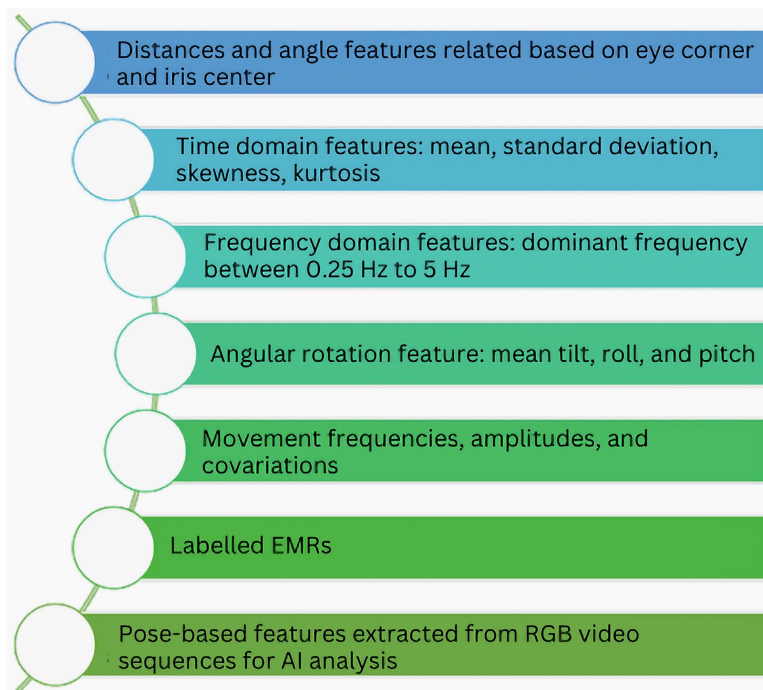 Distances and angle features related based on eye corner
and iris center
Time domain features: mean, standard deviation,
skewness, kurtosis
Frequency domain features: dominant frequency
between 0.25 Hz to 5 Hz
Angular rotation feature: mean tilt, roll, and pitch
Movement frequencies, amplitudes, and
covariations
Labelled EMRs
Pose-based features extracted from RGB video
sequences for AI analysis